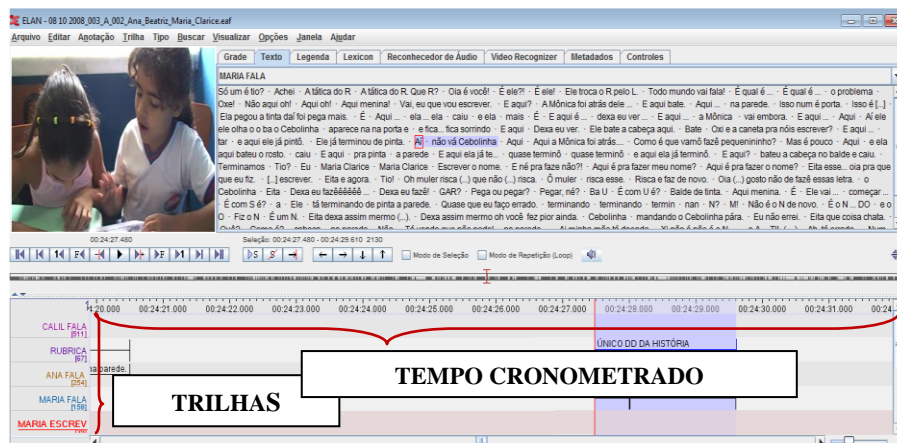 ELAN - 08 10 2008_003_A_002_Ana_Beatriz_Maria_Clarice.eaf
Arquivo Editar Anotação Trilha Tipo Buscar Visualizar Opções Janela Ajudar
Grade Texto Legenda Lexicon Reconhecedor de Áudio Video Recognizer Metadados Controles
MARIA FALA
Só um é tio? · Achei · A tática do R. · A tática do R. Que R? · Ola é você! · É ele?! · É ele! · Ele troca o R pelo L. · Todo mundo vai fala! · É qual é ... · É qual é ... · o problema ·
Oxe! · Não aqui oh! · Aqui oh! · Aqui menina! · Vai, eu que vou escrever. · E aqui? · A Mônica foi atrás dele ... · E aqui bate. · Aqui ... · na parede. · Isso num é porta. · Isso é [...] ·
Ela pegou a tinta daí foi pega mais. · É · Aqui ... · ela ... ela · caiu · e ela · mais · É · E aqui é ... · dexa eu ver ... · E aqui ... · a Mônica · vai embora. · E aqui ... · Aqui · Aí ele
ele olha o o ba o Cebolinha · aparece na na porta e · e fica.. fica sorrindo · E aqui · Dexa eu ver. · Ele bate a cabeça aqui. · Bate · Oxi e a caneta pra nóis escrever? · E aqui ... ·
tar · e aqui ele já pintô. · Ele já terminou de pinta. · Aí · não vá Cebolinha · Aqui · Aqui a Mônica foi atrás... · Como é que vamô fazê pequenininho? · Mas é pouco · Aqui · e ela
aqui bateu o rosto. · caiu · E aqui · pra pinta · a parede · E aqui ela já te... · quase terminô · quase terminô · e aqui ela já terminô. · E aqui? · bateu a cabeça no balde e caiu. ·
Terminamos · Tio? · Eu · Maria Clarice · Maria Clarice · Escrever o nome. · E né pra faze não?! · Aqui é pra fazer meu nome? · Aqui é pra fazer o nome? · Eita esse... oia pra que
que eu fiz. · [...] escrever. · Eita e agora. · Tio! · Oh muler risca (...) que não (...) risca. · Ô muler · risca esse. · Risca e faz de novo. · Oia (...) gosto não de fazê essas letra. · o
Cebolinha · Eita · Dexa eu fazêêêêêê ... · Dexa eu fazê! · GAR? · Pega ou pegar? · Pegar, né? · Ba U · É com U é? · Balde de tinta. · Aqui menina. · É · Ele vai ... · começar ...
· É com S é? · a · Ele · tá terminando de pinta a parede. · Quase que eu faço errado. · terminando · terminando · termin · nan · N? · M! · Não é o N de novo. · É o N ... DO · e o
O · Fiz o N · É um N. · Eita dexa assim mermo (...). · Dexa assim mermo oh você fez pior ainda. · Cebolinha · mandando o Cebolinha pára. · Eu não errei. · Eita que coisa chata. ·
00:24:27.480 Seleção: 00:24:27.480 - 00:24:29.610 2130
Modo de Seleção Modo de Repetição (Loop)
00:24:21.000 00:24:22.000 00:24:23.000 00:24:24.000 00:24:25.000 00:24:26.000 00:24:27.000 00:24:28.000 00:24:29.000 00:24:30.000 00:24:31.000
CALIL FALA
[511]
RUBRICA
[67]
ÚNICO DD DA HISTÓRIA
ANA FALA
[254]
parede.
MARIA FALA
[158]
MARIA ESCREV
TRILHAS
TEMPO CRONOMETRADO